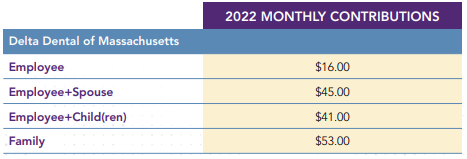 2022 MONTHLY CONTRIBUTIONS
Delta Dental of Massachusetts
Employee $16.00
Employee+Spouse $45.00
Employee+Child(ren) $41.00
Family $53.00